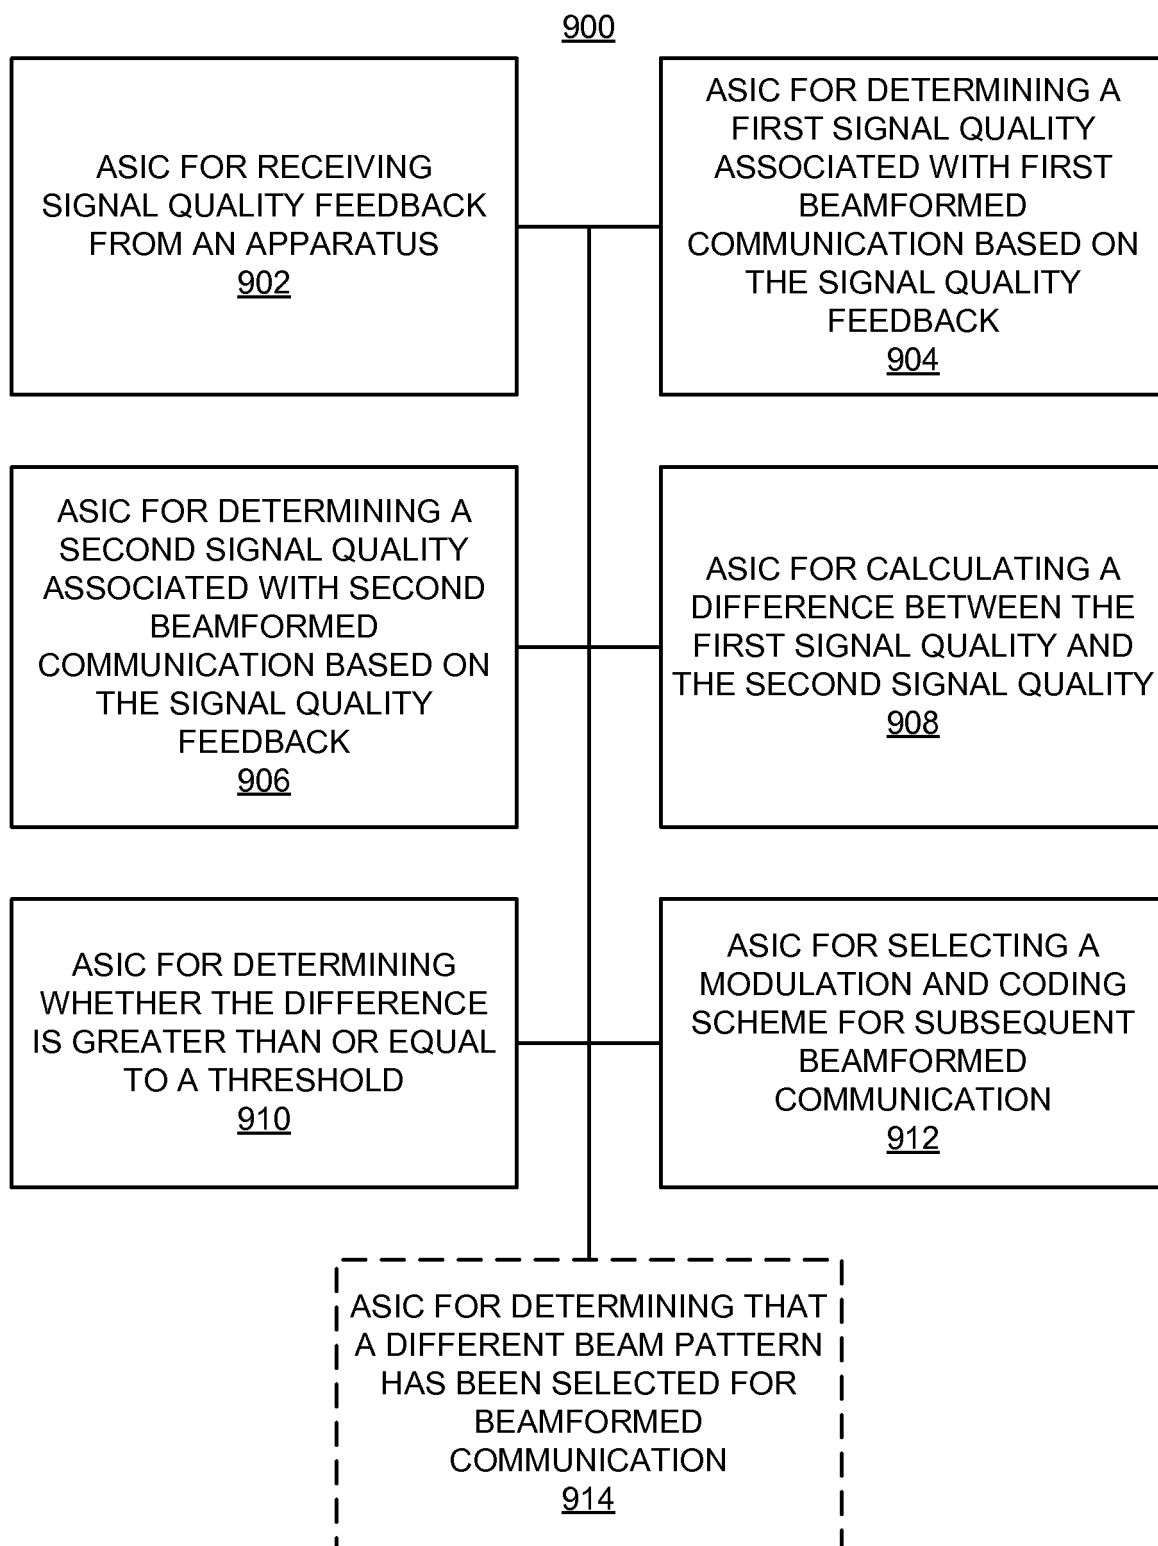 900
ASIC FOR RECEIVING
SIGNAL QUALITY FEEDBACK
FROM AN APPARATUS
902
ASIC FOR DETERMINING A
FIRST SIGNAL QUALITY
ASSOCIATED WITH FIRST
BEAMFORMED
COMMUNICATION BASED ON
THE SIGNAL QUALITY
FEEDBACK
904
ASIC FOR DETERMINING A
SECOND SIGNAL QUALITY
ASSOCIATED WITH SECOND
BEAMFORMED
COMMUNICATION BASED ON
THE SIGNAL QUALITY
FEEDBACK
906
ASIC FOR CALCULATING A
DIFFERENCE BETWEEN THE
FIRST SIGNAL QUALITY AND
THE SECOND SIGNAL QUALITY
908
ASIC FOR DETERMINING
WHETHER THE DIFFERENCE
IS GREATER THAN OR EQUAL
TO A THRESHOLD
910
ASIC FOR SELECTING A
MODULATION AND CODING
SCHEME FOR SUBSEQUENT
BEAMFORMED
COMMUNICATION
912
ASIC FOR DETERMINING THAT
A DIFFERENT BEAM PATTERN
HAS BEEN SELECTED FOR
BEAMFORMED
COMMUNICATION
914